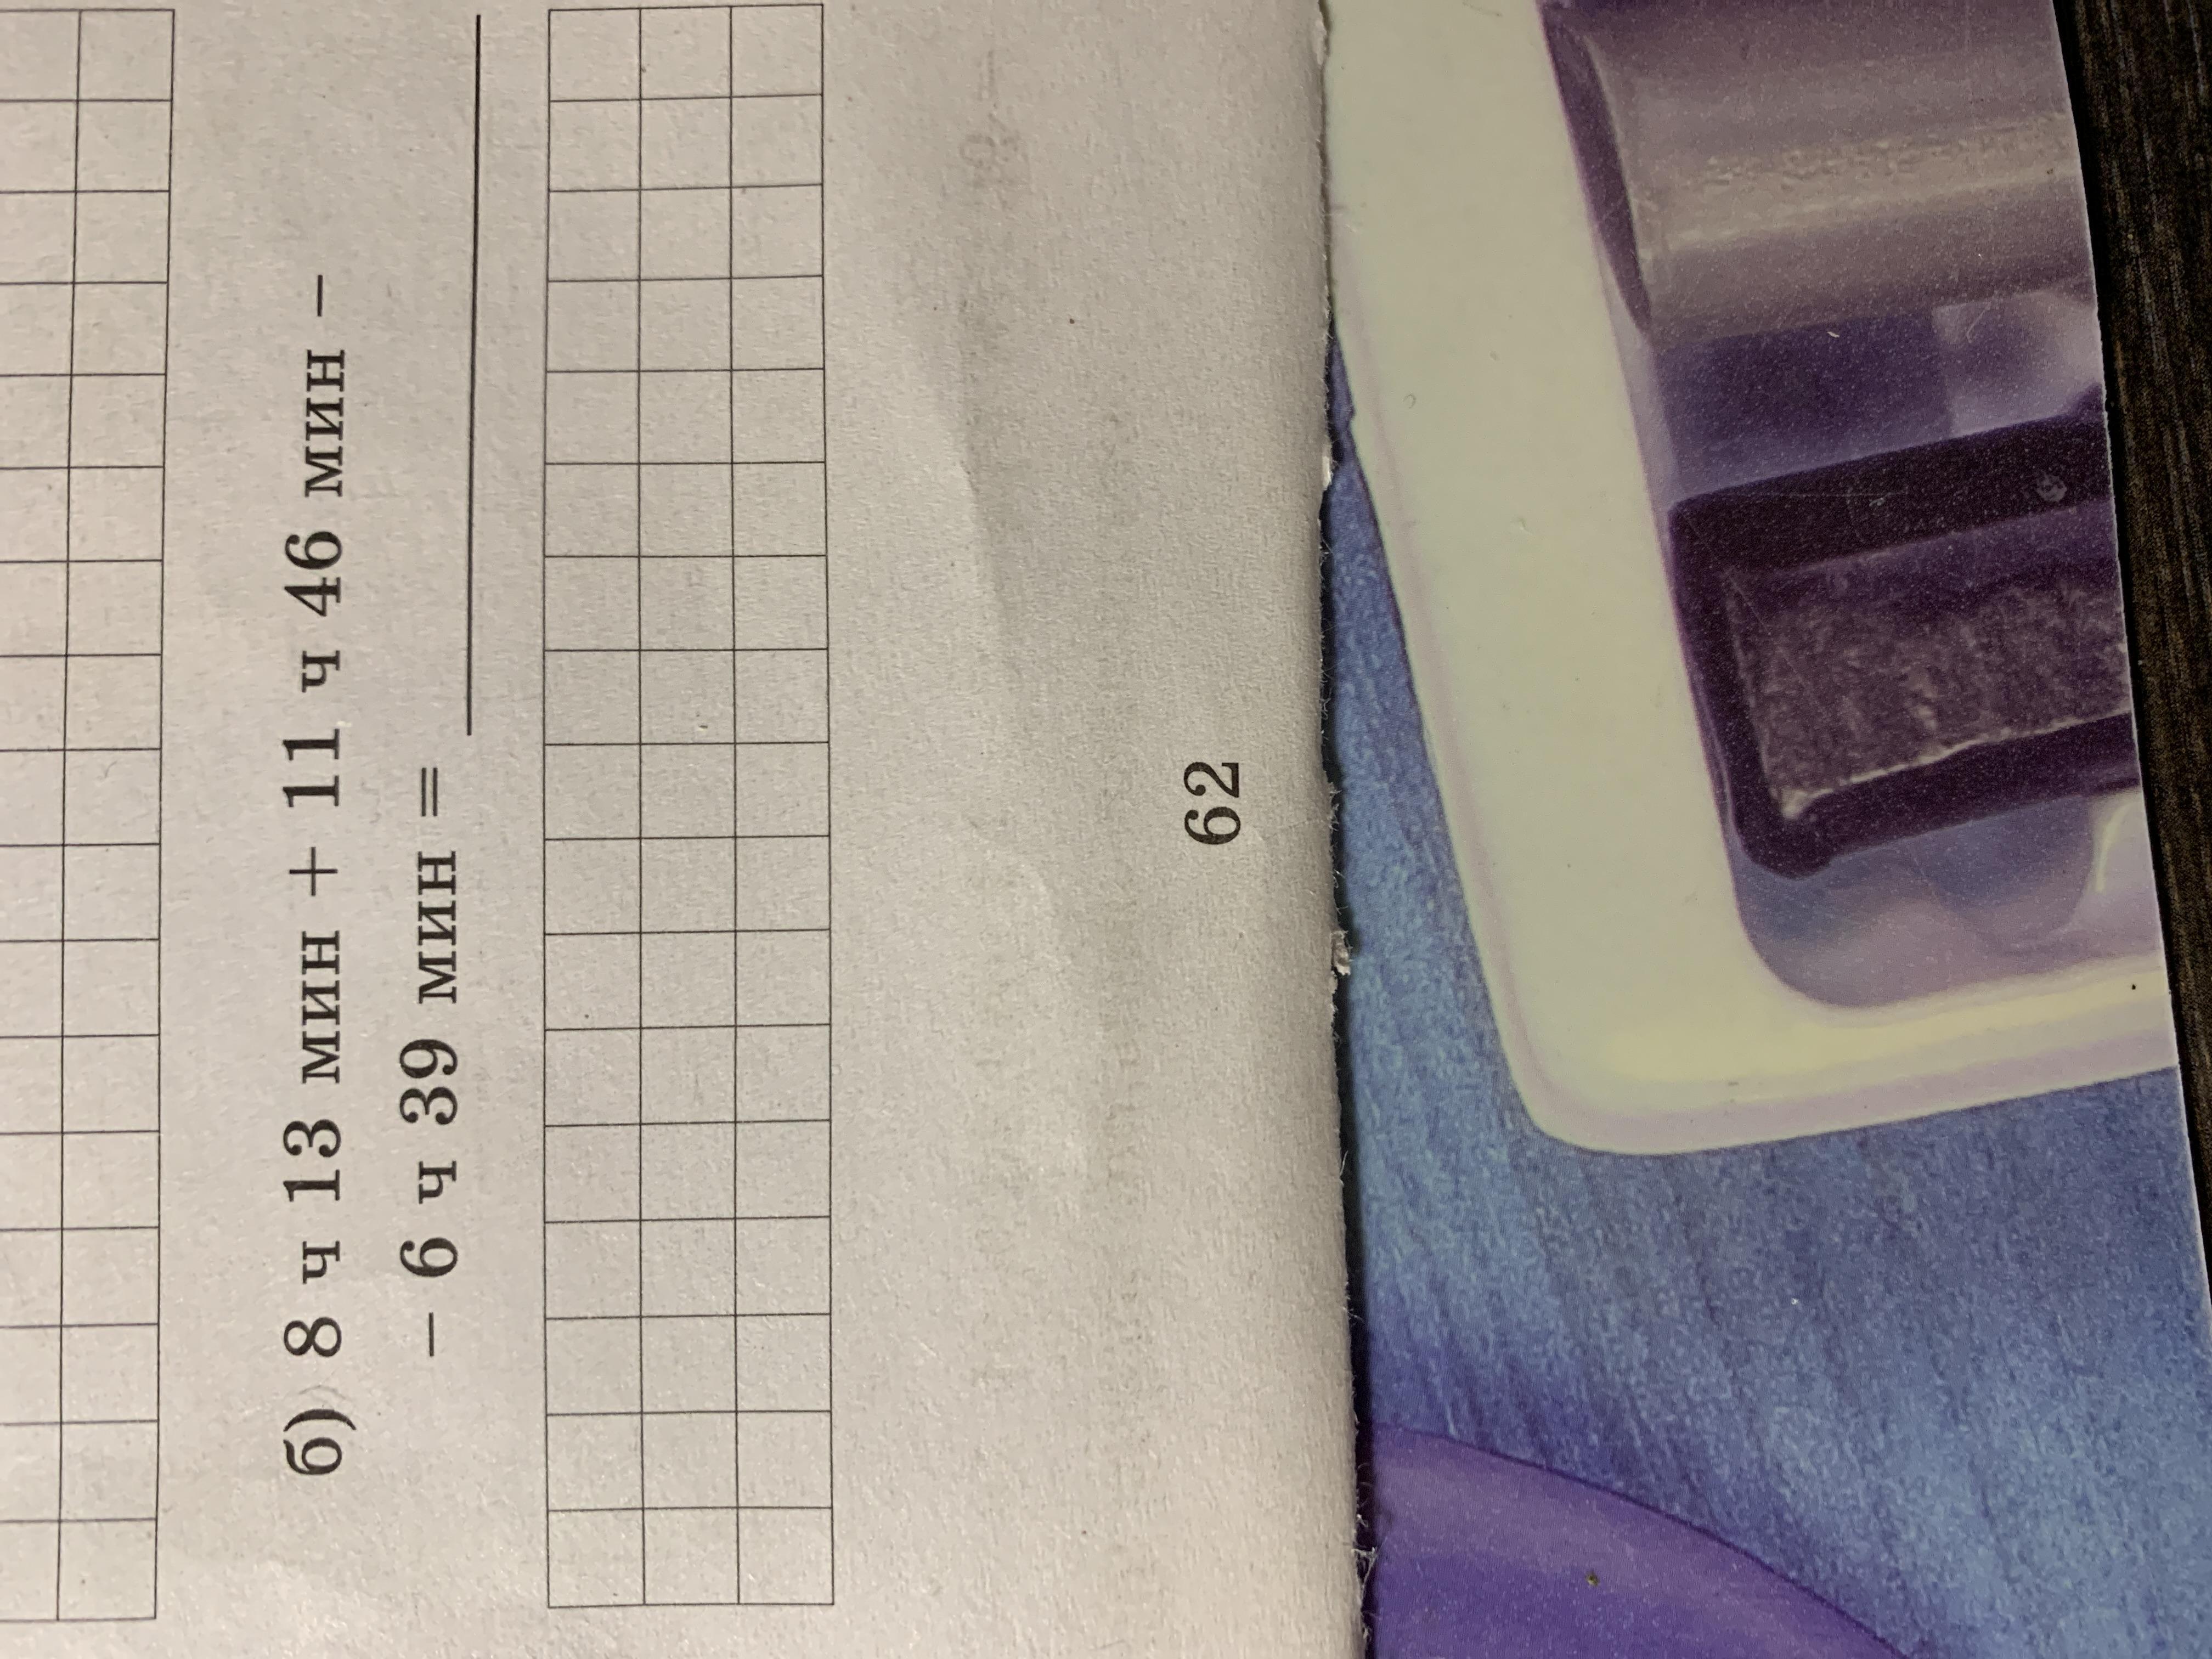 б) 8 ч 13 мин + 11 ч 46 мин –
– 6 ч 39 мин =
62